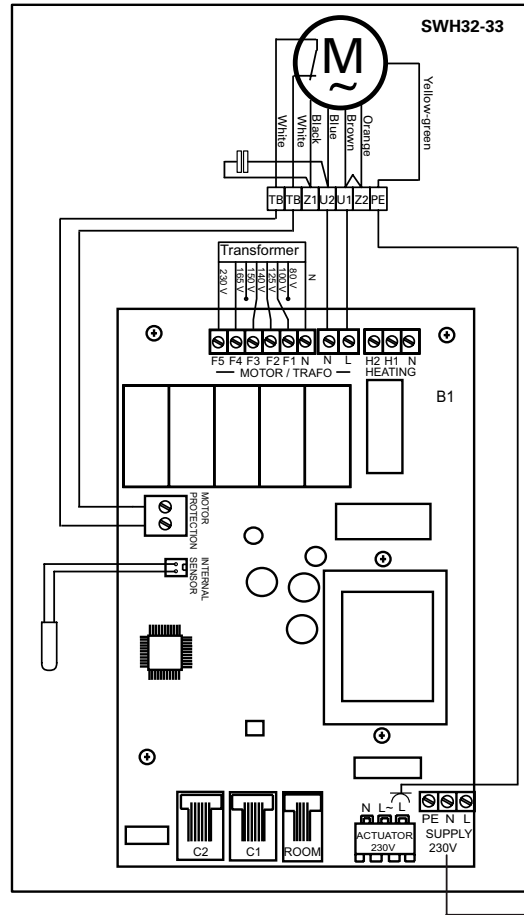 SWH32-33
M
~
White
White
Black
Blue
Brown
Orange
Yellow-green
TB TB Z1 U2 U1 Z2 PE
Transformer
230 V
165 V
150 V
140 V
125 V
100 V
80 V
N
F5 F4 F3 F2 F1 N N L
MOTOR / TRAFO
H2 H1 N
HEATING
B1
MOTOR
PROTECTION
INTERNAL
SENSOR
N L~ L
ACTUATOR
230V
PE N L
SUPPLY
230V
C2
C1
ROOM